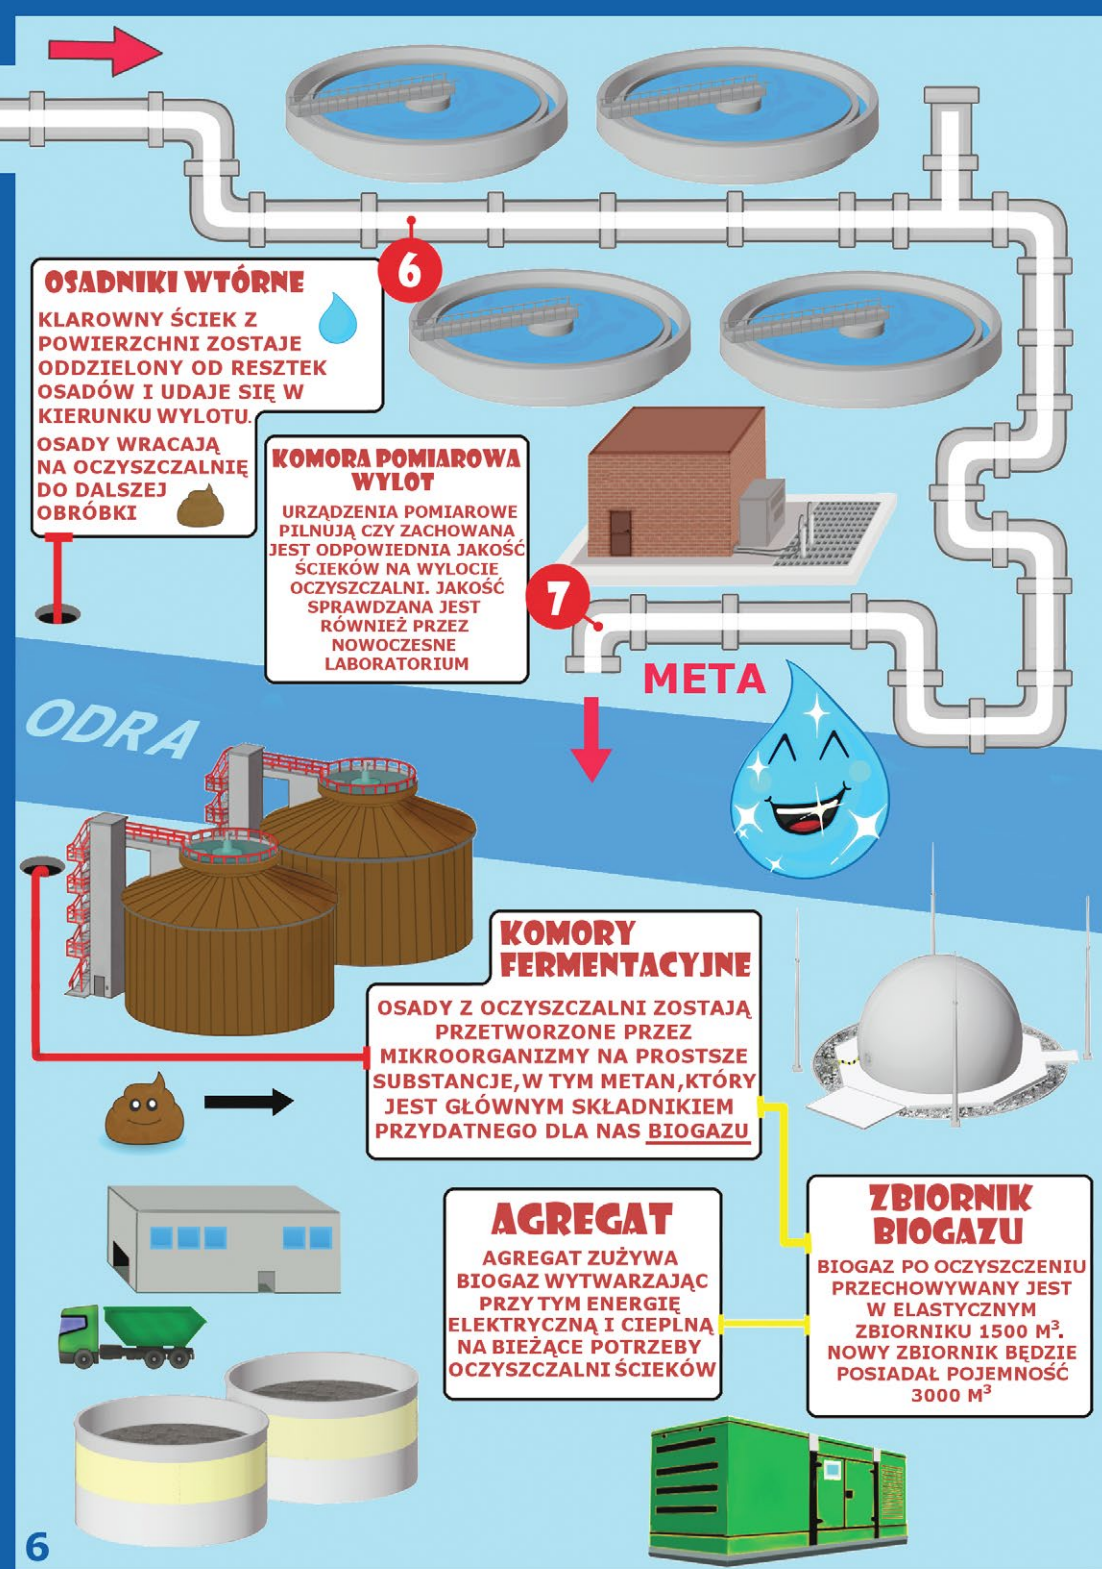 6
OSADNIKI WTÓRNE
KLAROWNY ŚCIEK Z
POWIERZCHNI ZOSTAJE
ODDZIELONY OD RESZTEK
OSADÓW I UDAJE SIĘ W
KIERUNKU WYLOTU.
OSADY WRACAJĄ
NA OCZYSZCZALNIĘ
DO DALSZEJ
OBRÓBKI
KOMORA POMIAROWA
WYLOT
URZĄDZENIA POMIAROWE
PILNUJĄ CZY ZACHOWANA
JEST ODPOWIEDNIA JAKOŚĆ
ŚCIEKÓW NA WYLOCIE
OCZYSZCZALNI. JAKOŚĆ
SPRAWDZANA JEST
RÓWNIEŻ PRZEZ
NOWOCZESNE
LABORATORIUM
7
META
ODRA
KOMORY
FERMENTACYJNE
OSADY Z OCZYSZCZALNI ZOSTAJĄ
PRZETWORZONE PRZEZ
MIKROORGANIZMY NA PROSTSZE
SUBSTANCJE,W TYM METAN,KTÓRY
JEST GŁÓWNYM SKŁADNIKIEM
PRZYDATNEGO DLA NAS BIOGAZU
AGREGAT
AGREGAT ZUŻYWA
BIOGAZ WYTWARZAJĄC
PRZY TYM ENERGIĘ
ELEKTRYCZNĄ I CIEPLNĄ
NA BIEŻĄCE POTRZEBY
OCZYSZCZALNI ŚCIEKÓW
ZBIORNIK
BIOGAZU
BIOGAZ PO OCZYSZCZENIU
PRZECHOWYWANY JEST
W ELASTYCZNYM
ZBIORNIKU 1500 M³.
NOWY ZBIORNIK BĘDZIE
POSIADAŁ POJEMNOŚĆ
3000 M³
6